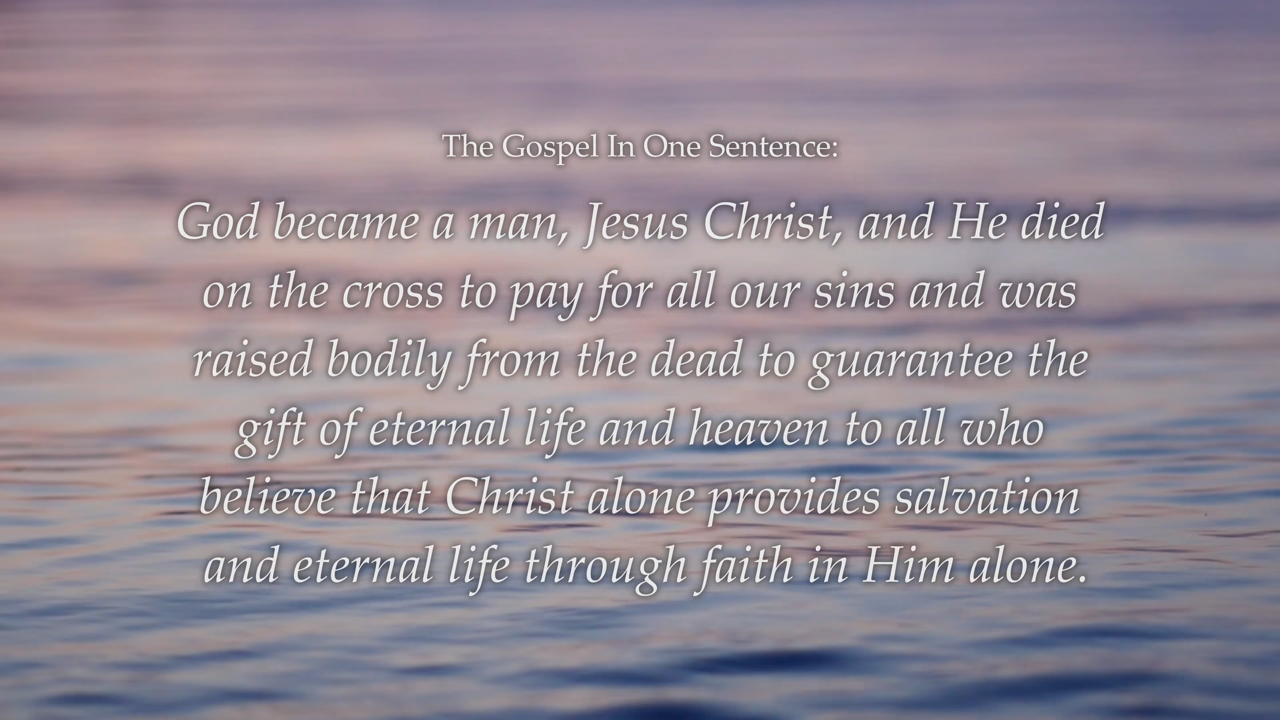 The Gospel In One Sentence:
God became a man, Jesus Christ, and He died
on the cross to pay for all our sins and was
raised bodily from the dead to guarantee the
gift of eternal life and heaven to all who
believe that Christ alone provides salvation
and eternal life through faith in Him alone.